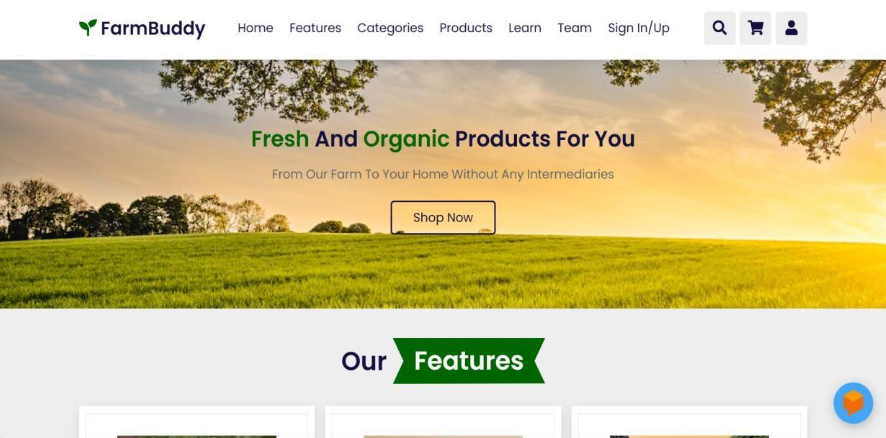 FarmBuddy
Home Features Categories Products Learn Team Sign In/Up
Fresh And Organic Products For You
From Our Farm To Your Home Without Any Intermediaries
Shop Now
Our Features